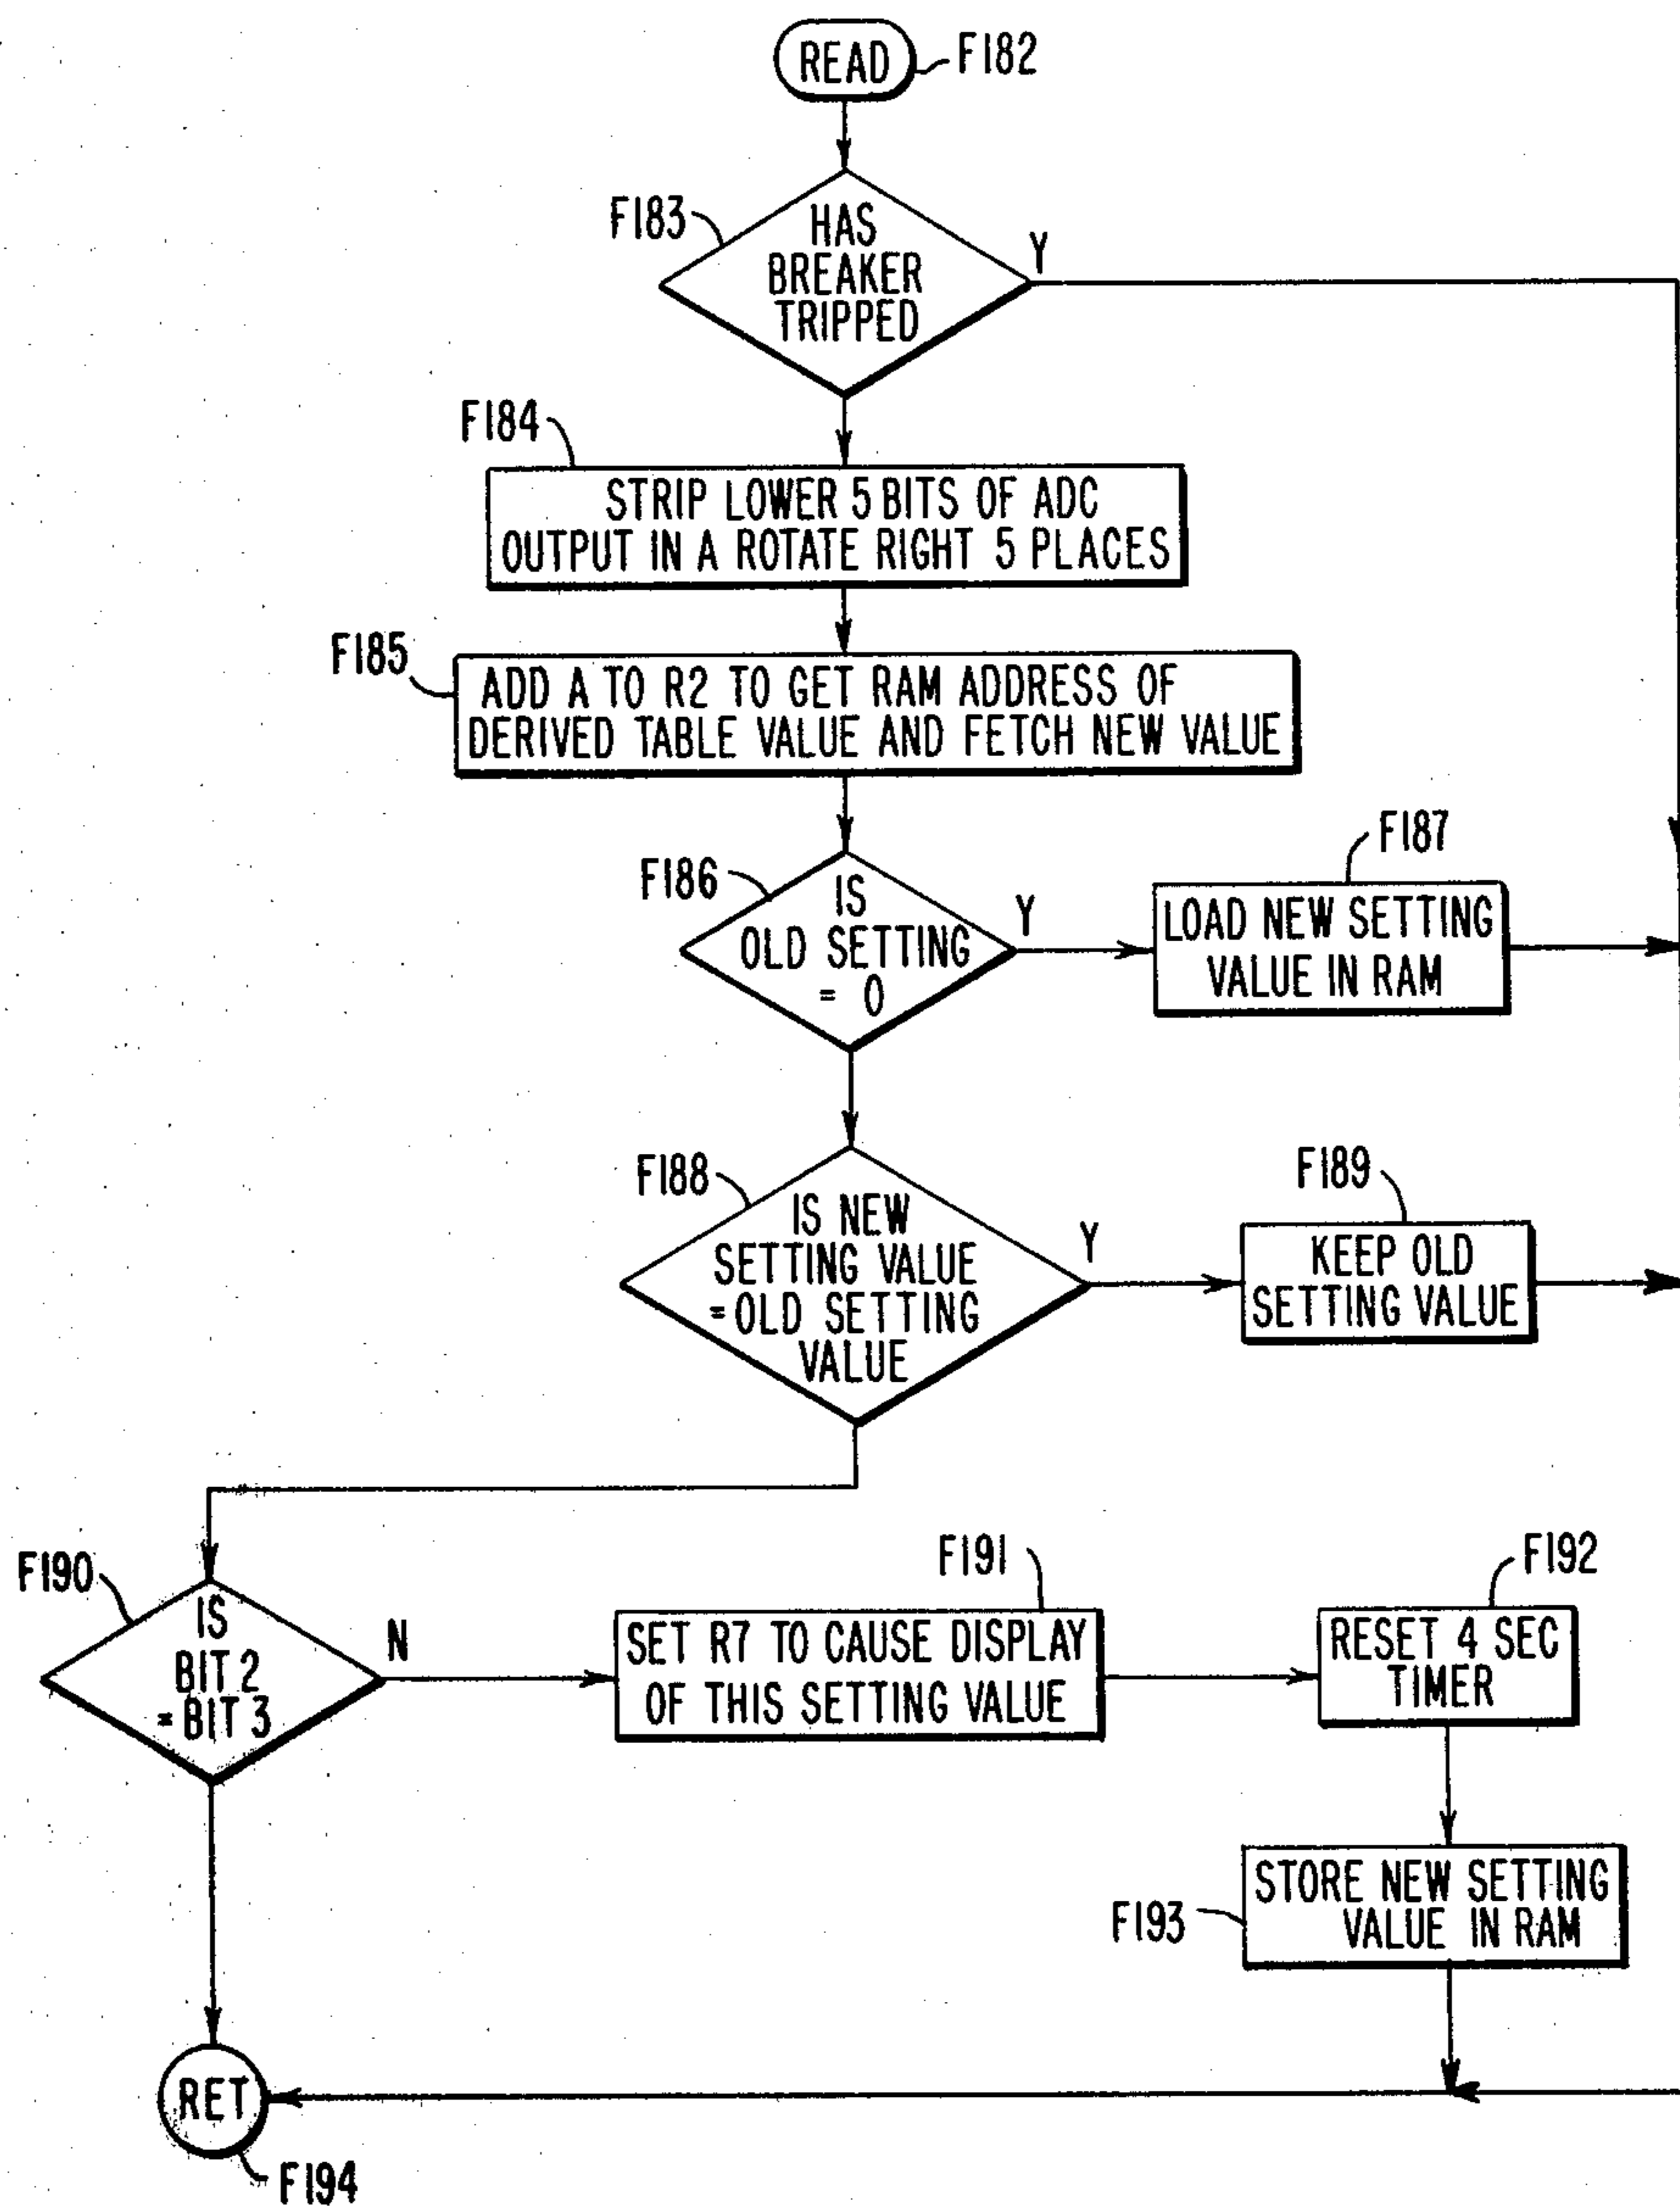 READ
F182
F183
HAS
BREAKER
TRIPPED
Y
F184
STRIP LOWER 5 BITS OF ADC
OUTPUT IN A ROTATE RIGHT 5 PLACES
F185
ADD A TO R2 TO GET RAM ADDRESS OF
DERIVED TABLE VALUE AND FETCH NEW VALUE
F186
IS
OLD SETTING
= 0
Y
F187
LOAD NEW SETTING
VALUE IN RAM
F188
IS NEW
SETTING VALUE
= OLD SETTING
VALUE
Y
F189
KEEP OLD
SETTING VALUE
F190
IS
BIT 2
= BIT 3
N
F191
SET R7 TO CAUSE DISPLAY
OF THIS SETTING VALUE
F192
RESET 4 SEC
TIMER
F193
STORE NEW SETTING
VALUE IN RAM
RET
F194